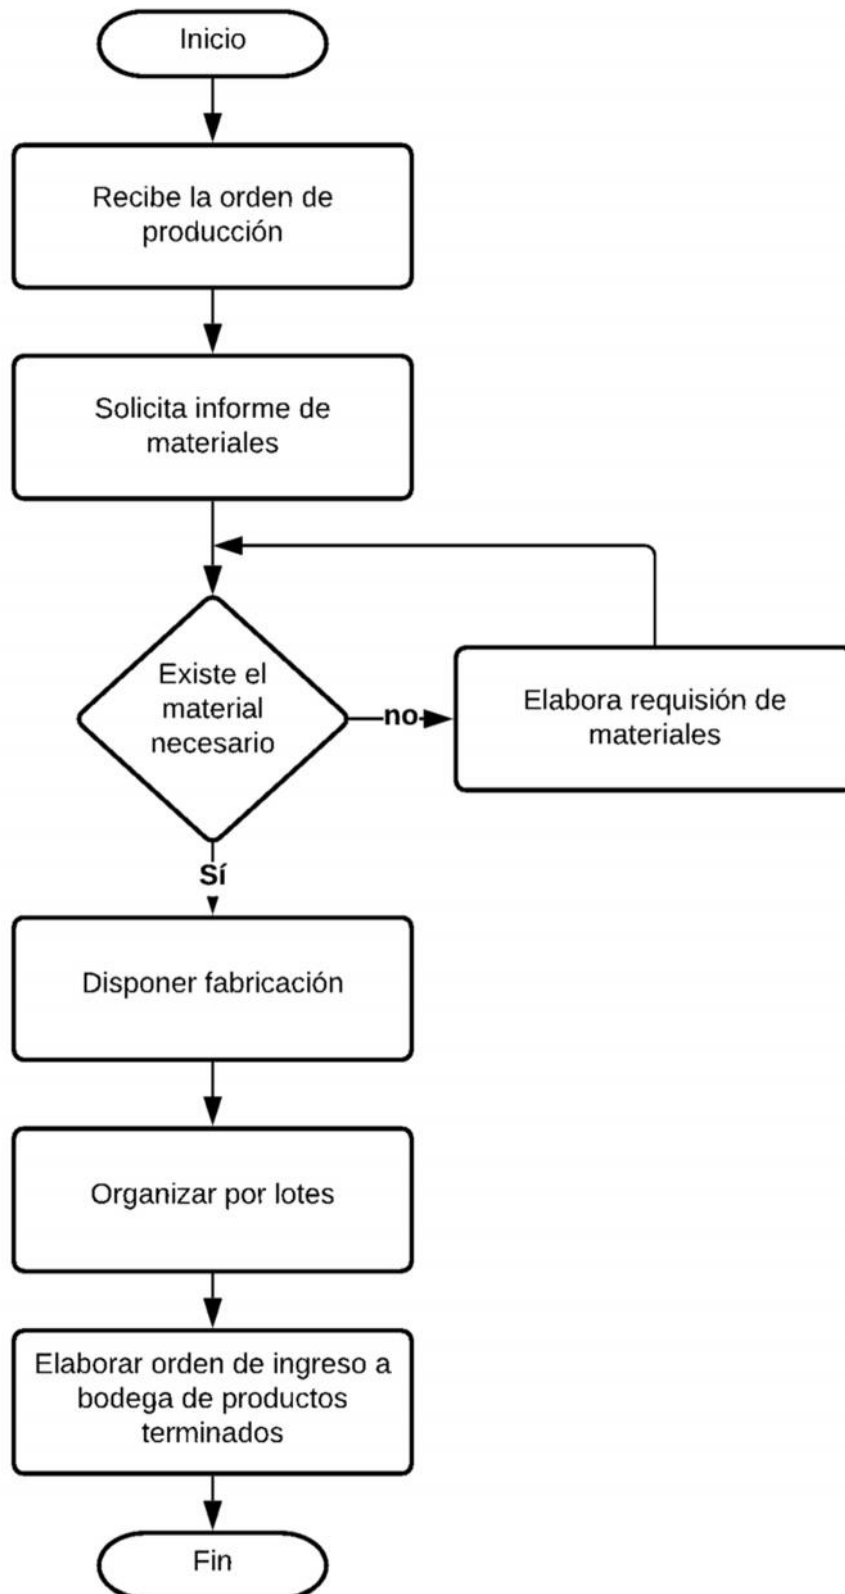 Inicio
Recibe la orden de
producción
Solicita informe de
materiales
Existe el
material
necesario
no
Elabora requisión de
materiales
Sí
Disponer fabricación
Organizar por lotes
Elaborar orden de ingreso a
bodega de productos
terminados
Fin